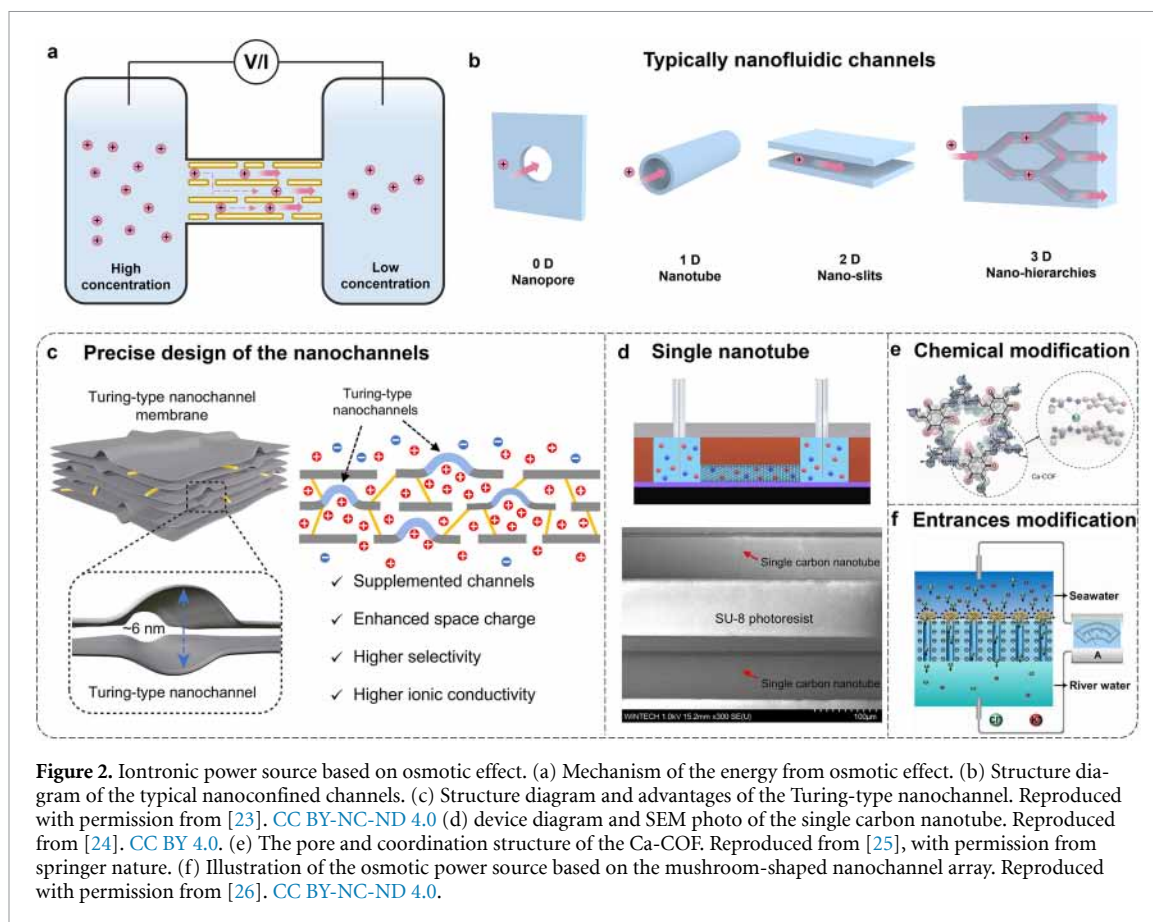 a
V/I
High
concentration
Low
concentration
b
Typically nanofluidic channels
0 D
Nanopore
1 D
Nanotube
2 D
Nano-slits
3 D
Nano-hierarchies
c Precise design of the nanochannels
Turing-type nanochannel
membrane
~6 nm
Turing-type nanochannel
Turing-type
nanochannels
✓ Supplemented channels
✓ Enhanced space charge
✓ Higher selectivity
✓ Higher ionic conductivity
d Single nanotube
Single carbon nanotube
SU-8 photoresist
Single carbon nanotube
WINTECH 1.0kV 15.2mm x300 SE(U)
100μm
e Chemical modification
Ca-COF
f Entrances modification
Seawater
A
River water
Figure 2. Iontronic power source based on osmotic effect. (a) Mechanism of the energy from osmotic effect. (b) Structure dia-
gram of the typical nanoconfined channels. (c) Structure diagram and advantages of the Turing-type nanochannel. Reproduced
with permission from [23]. CC BY-NC-ND 4.0 (d) device diagram and SEM photo of the single carbon nanotube. Reproduced
from [24]. CC BY 4.0. (e) The pore and coordination structure of the Ca-COF. Reproduced from [25], with permission from
springer nature. (f) Illustration of the osmotic power source based on the mushroom-shaped nanochannel array. Reproduced
with permission from [26]. CC BY-NC-ND 4.0.